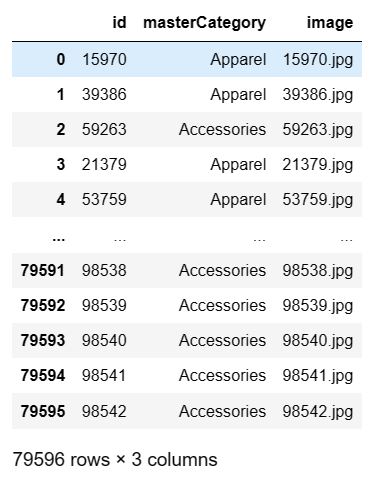 id masterCategory image
0 15970 Apparel 15970.jpg
1 39386 Apparel 39386.jpg
2 59263 Accessories 59263.jpg
3 21379 Apparel 21379.jpg
4 53759 Apparel 53759.jpg
... ... ... ...
79591 98538 Accessories 98538.jpg
79592 98539 Accessories 98539.jpg
79593 98540 Accessories 98540.jpg
79594 98541 Accessories 98541.jpg
79595 98542 Accessories 98542.jpg
79596 rows × 3 columns